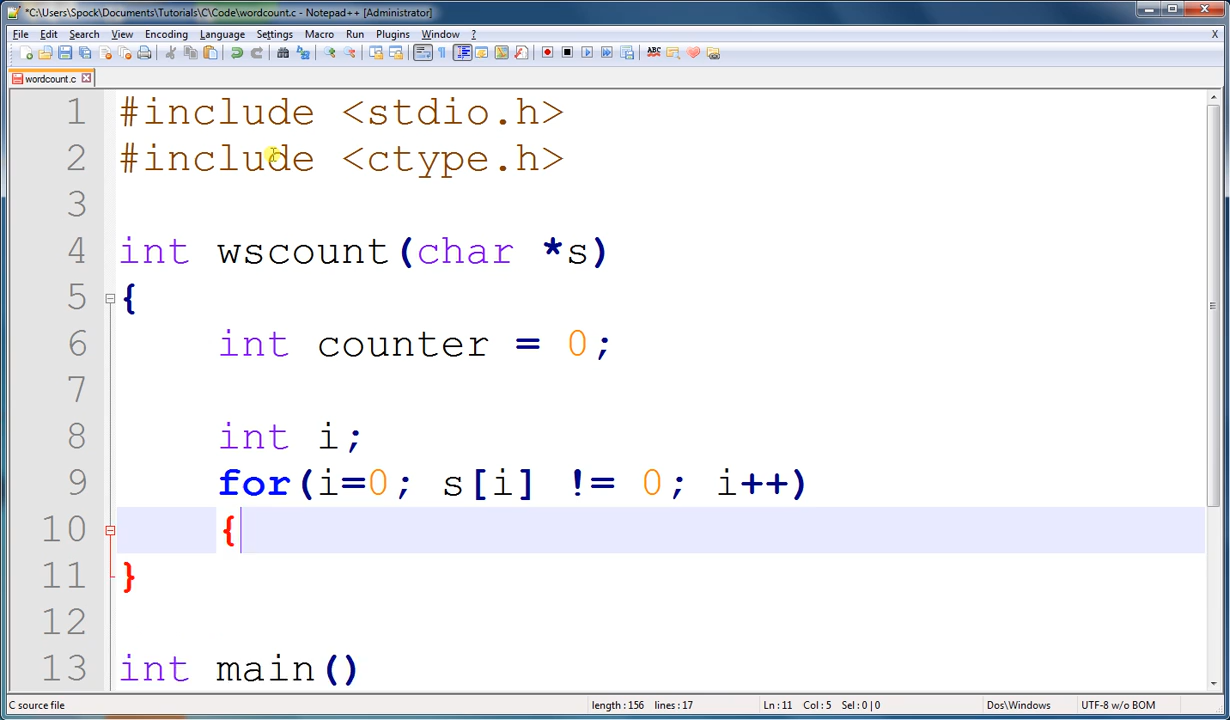 *C:\Users\Spock\Documents\Tutorials\C\Code\wordcount.c - Notepad++ [Administrator]
File Edit Search View Encoding Language Settings Macro Run Plugins Window ? X
ABC
wordcount.c
1 #include <stdio.h>
2 #include <ctype.h>
3
4 int wscount(char *s)
5 {
6 int counter = 0;
7
8 int i;
9 for(i=0; s[i] != 0; i++)
10 {
11 }
12
13 int main()
C source file length : 156 lines : 17 Ln : 11 Col : 5 Sel : 0 | 0 Dos\Windows UTF-8 w/o BOM